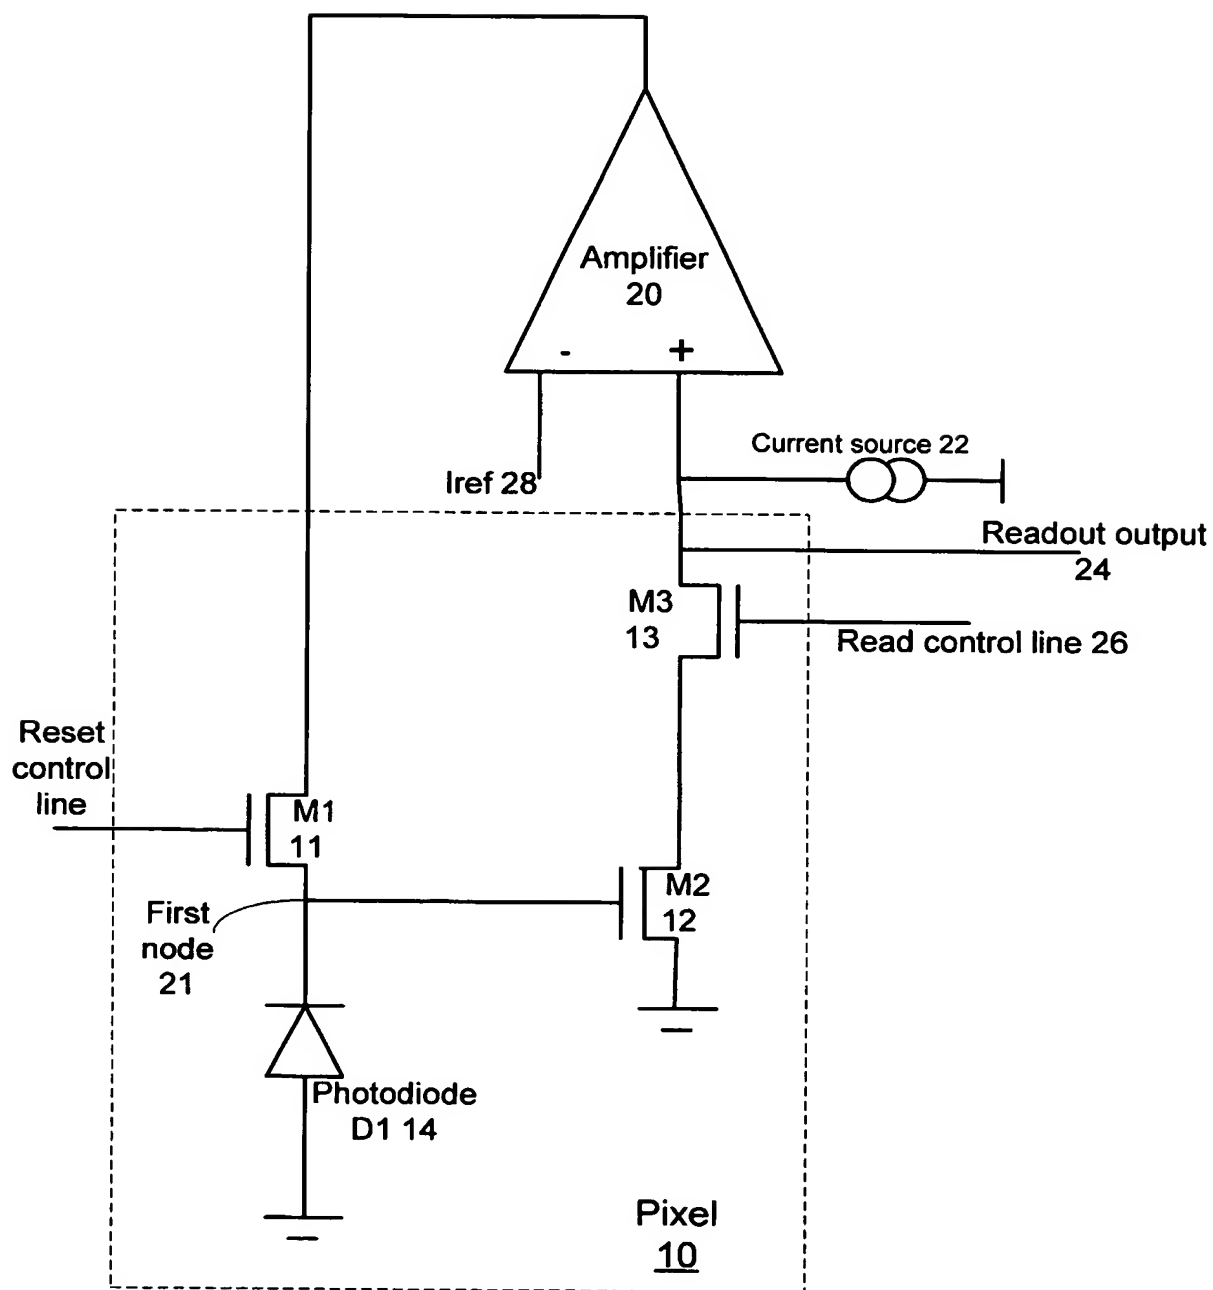 Amplifier
20
- +
Current source 22
Iref 28
Readout output
24
M3
13
Read control line 26
Reset
control
line
M1
11
M2
12
First
node
21
Photodiode
D1 14
Pixel
10